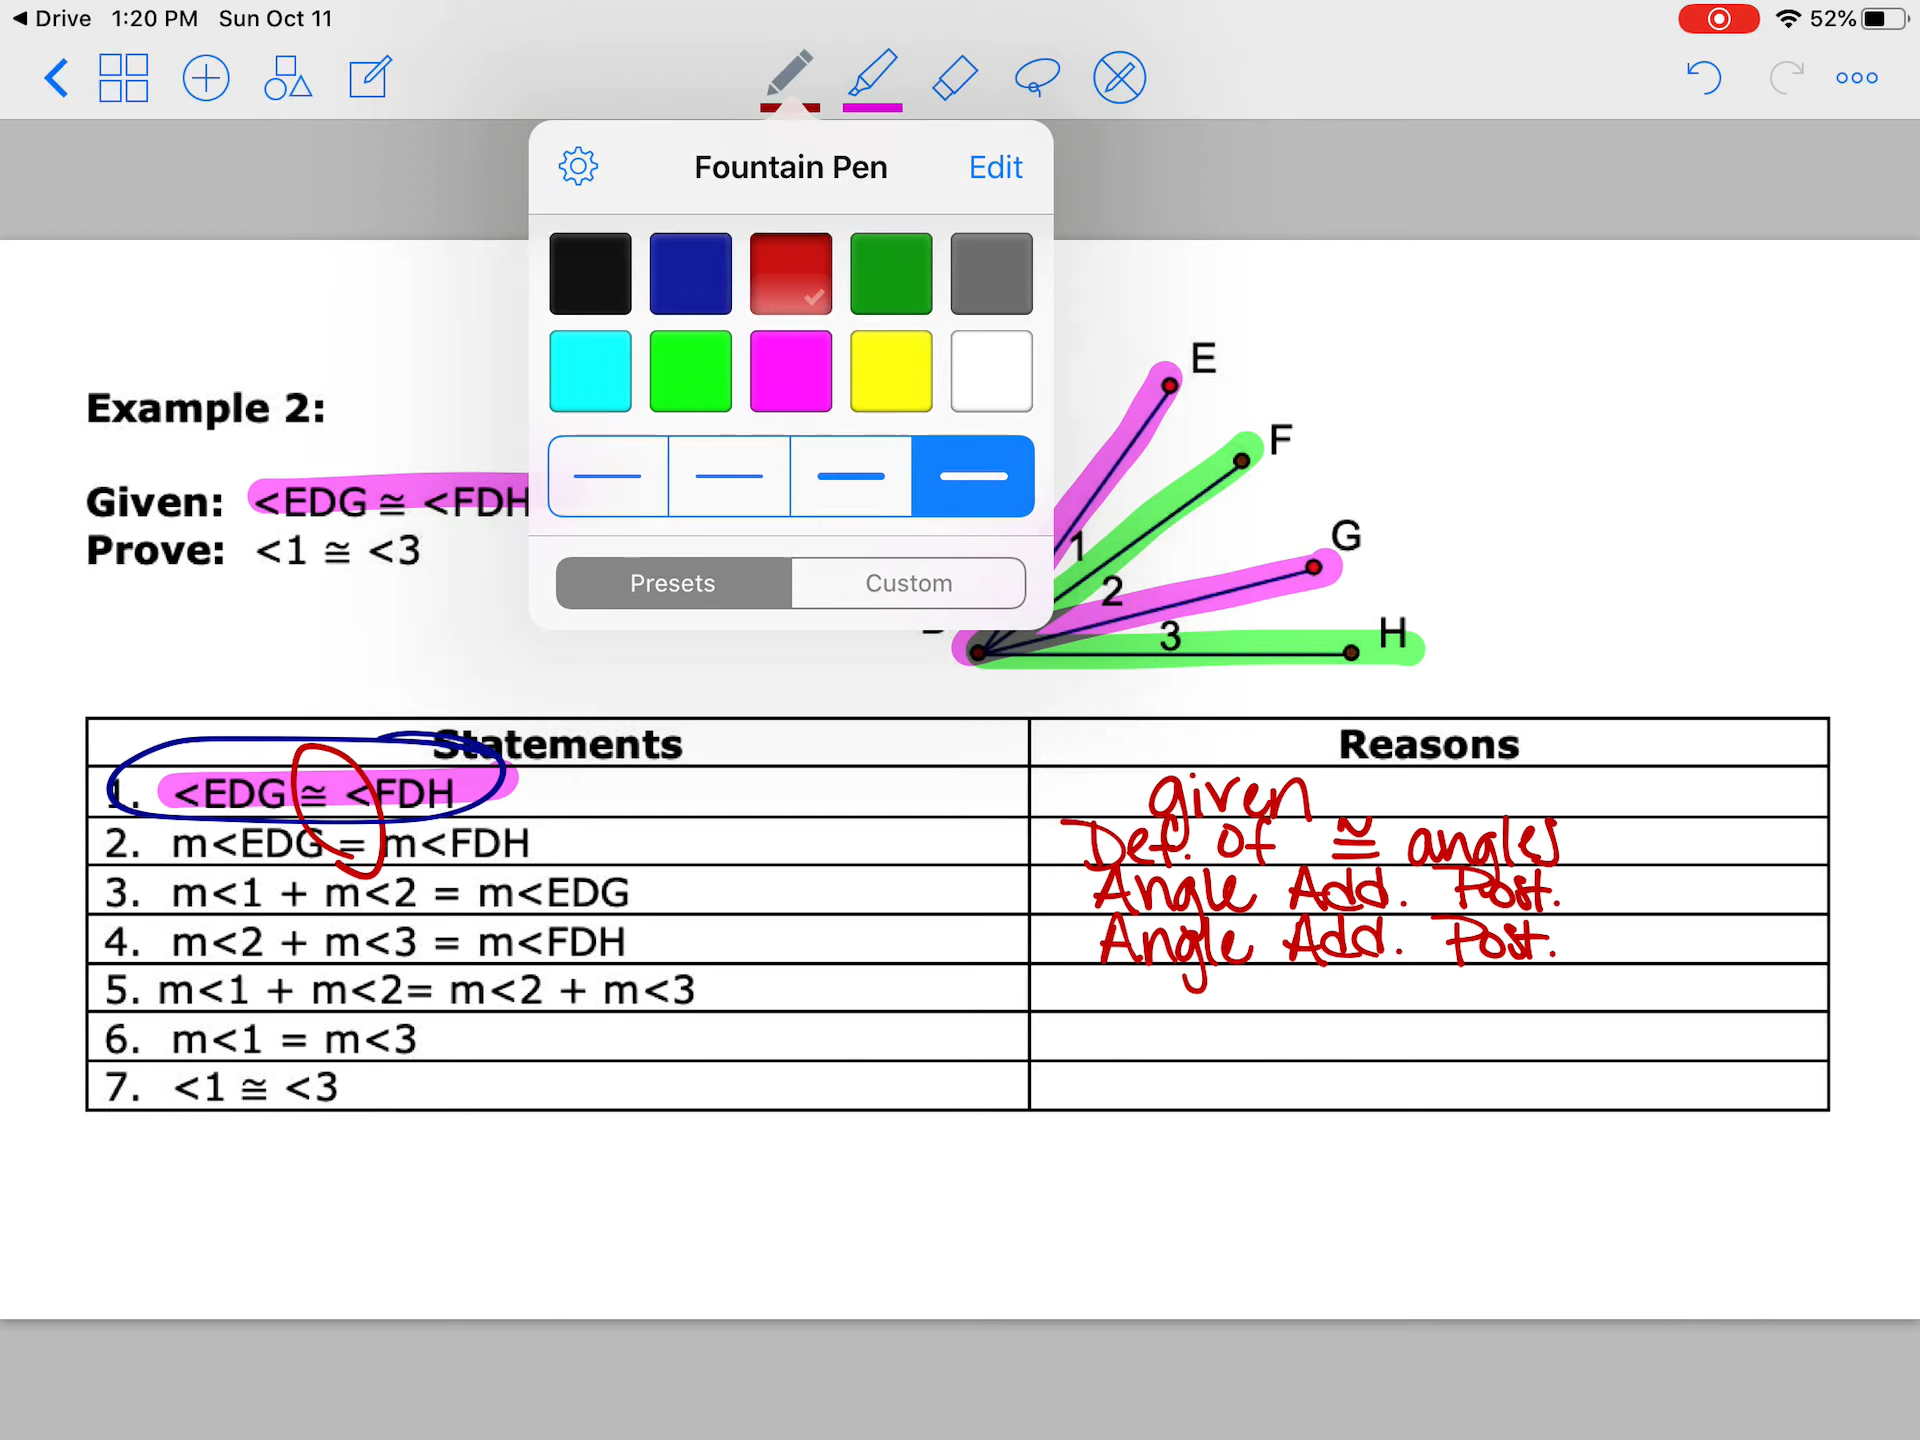 Drive 1:20 PM Sun Oct 11
52%
Fountain Pen
Edit
Presets
Custom
Example 2:
Given: <EDG ≅ <FDH
Prove: <1 ≅ <3
E
F
G
H
1
2
3
Statements
Reasons
1. <EDG ≅ <FDH
given
2. m<EDG = m<FDH
Def. of ≅ angles
3. m<1 + m<2 = m<EDG
Angle Add. Post.
4. m<2 + m<3 = m<FDH
Angle Add. Post.
5. m<1 + m<2= m<2 + m<3
6. m<1 = m<3
7. <1 ≅ <3